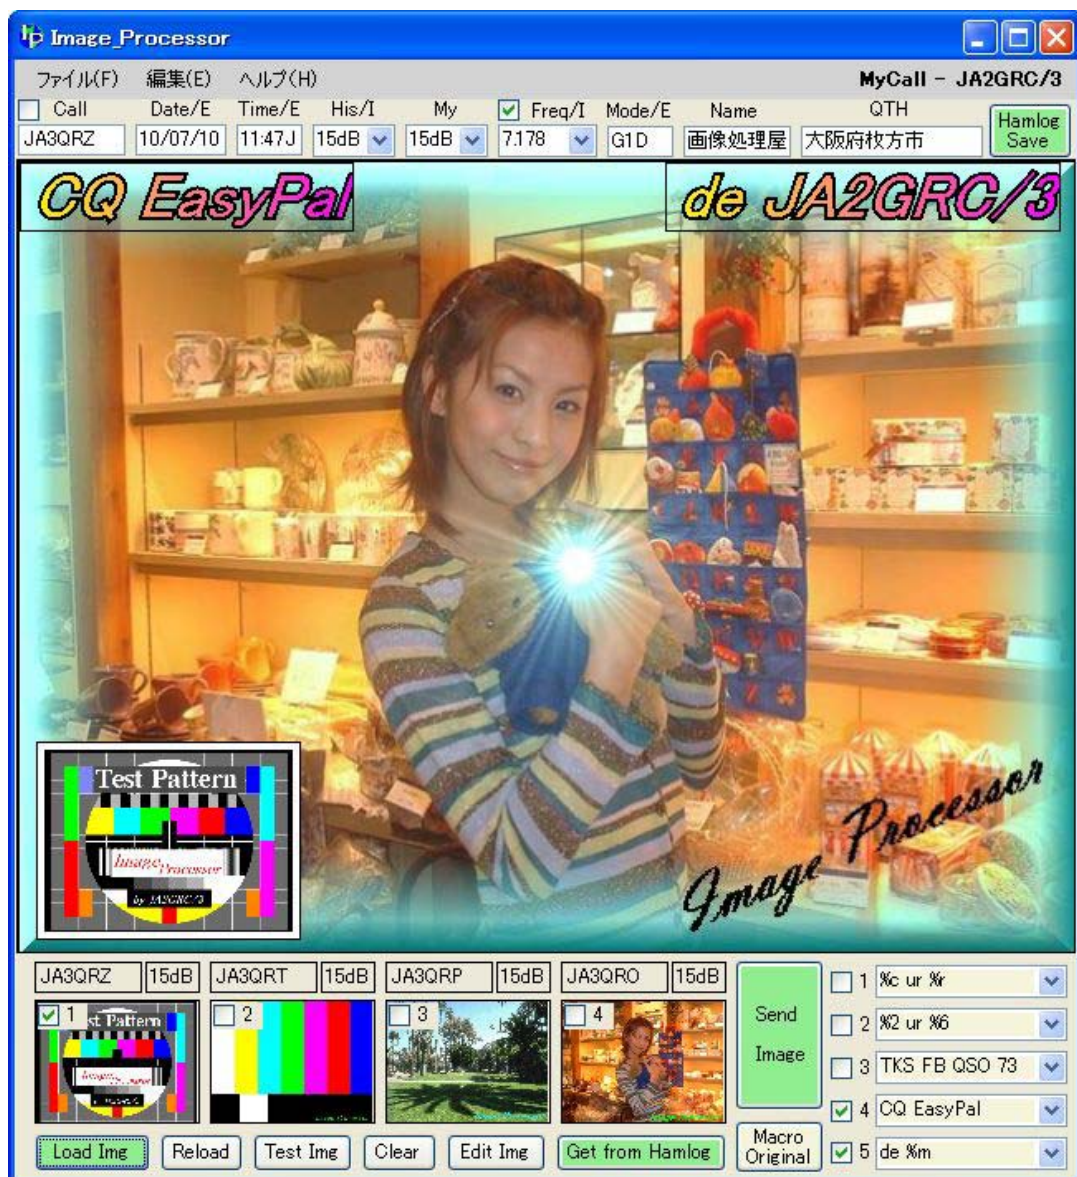 Image_Processor
ファイル(F) 編集(E) ヘルプ(H) MyCall - JA2GRC/3
Call Date/E Time/E His/I My Freq/I Mode/E Name QTH
JA3QRZ 10/07/10 11:47J 15dB 15dB 7.178 G1D 画像処理屋 大阪府枚方市
Hamlog
Save
CQ EasyPal de JA2GRC/3
Test Pattern
Image Processor
by JA2GRC/3
Image Processor
JA3QRZ 15dB JA3QRT 15dB JA3QRP 15dB JA3QRO 15dB
1 st Pattern 2 3 4
Send
Image
1 %c ur %r
2 %2 ur %6
3 TKS FB QSO 73
4 CQ EasyPal
5 de %m
Load Img Reload Test Img Clear Edit Img Get from Hamlog
Macro
Original